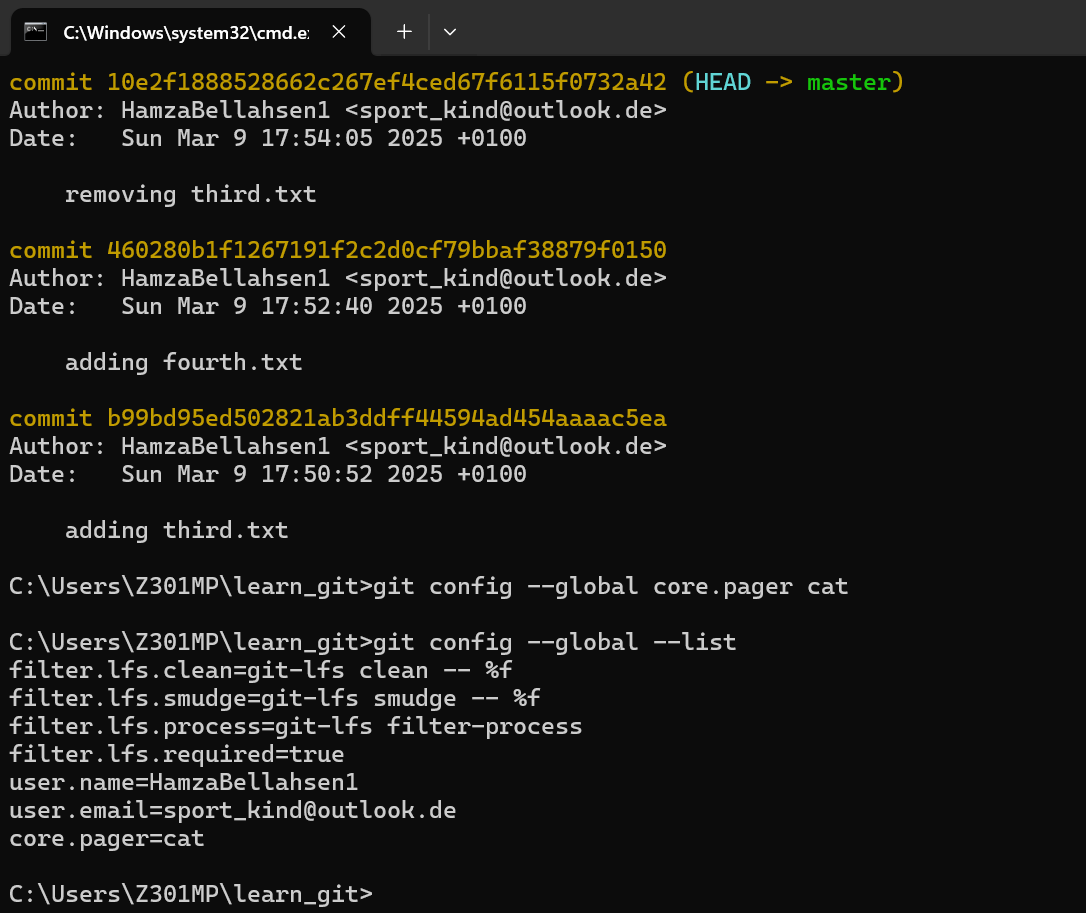 C:\Windows\system32\cmd.e:
commit 10e2f1888528662c267ef4ced67f6115f0732a42 (HEAD -> master)
Author: HamzaBellahsen1 <sport_kind@outlook.de>
Date:   Sun Mar 9 17:54:05 2025 +0100

    removing third.txt

commit 460280b1f1267191f2c2d0cf79bbaf38879f0150
Author: HamzaBellahsen1 <sport_kind@outlook.de>
Date:   Sun Mar 9 17:52:40 2025 +0100

    adding fourth.txt

commit b99bd95ed502821ab3ddff44594ad454aaaac5ea
Author: HamzaBellahsen1 <sport_kind@outlook.de>
Date:   Sun Mar 9 17:50:52 2025 +0100

    adding third.txt

C:\Users\Z301MP\learn_git>git config --global core.pager cat

C:\Users\Z301MP\learn_git>git config --global --list
filter.lfs.clean=git-lfs clean -- %f
filter.lfs.smudge=git-lfs smudge -- %f
filter.lfs.process=git-lfs filter-process
filter.lfs.required=true
user.name=HamzaBellahsen1
user.email=sport_kind@outlook.de
core.pager=cat

C:\Users\Z301MP\learn_git>